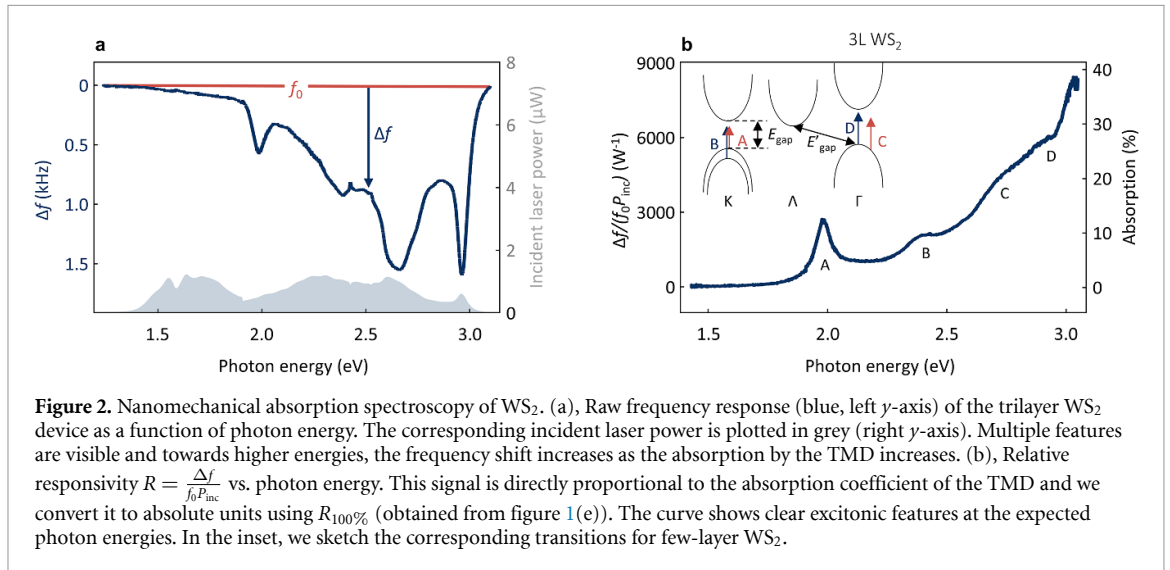 a
Δf (kHz)
0
0.5
1.0
1.5
f₀
Δf
8
6
4
2
0
Incident laser power (μW)
1.5 2.0 2.5 3.0
Photon energy (eV)
b
3L WS₂
Δf/(f₀P_inc) (W⁻¹)
9000
6000
3000
0
40
30
20
10
0
Absorption (%)
B A E_gap E′_gap D C
K Λ Γ
A
B
C
D
1.5 2.0 2.5 3.0
Photon energy (eV)
Figure 2. Nanomechanical absorption spectroscopy of WS₂. (a), Raw frequency response (blue, left y-axis) of the trilayer WS₂
device as a function of photon energy. The corresponding incident laser power is plotted in grey (right y-axis). Multiple features
are visible and towards higher energies, the frequency shift increases as the absorption by the TMD increases. (b), Relative
responsivity R = Δf/(f₀P_inc) vs. photon energy. This signal is directly proportional to the absorption coefficient of the TMD and we
convert it to absolute units using R₁₀₀% (obtained from figure 1(e)). The curve shows clear excitonic features at the expected
photon energies. In the inset, we sketch the corresponding transitions for few-layer WS₂.